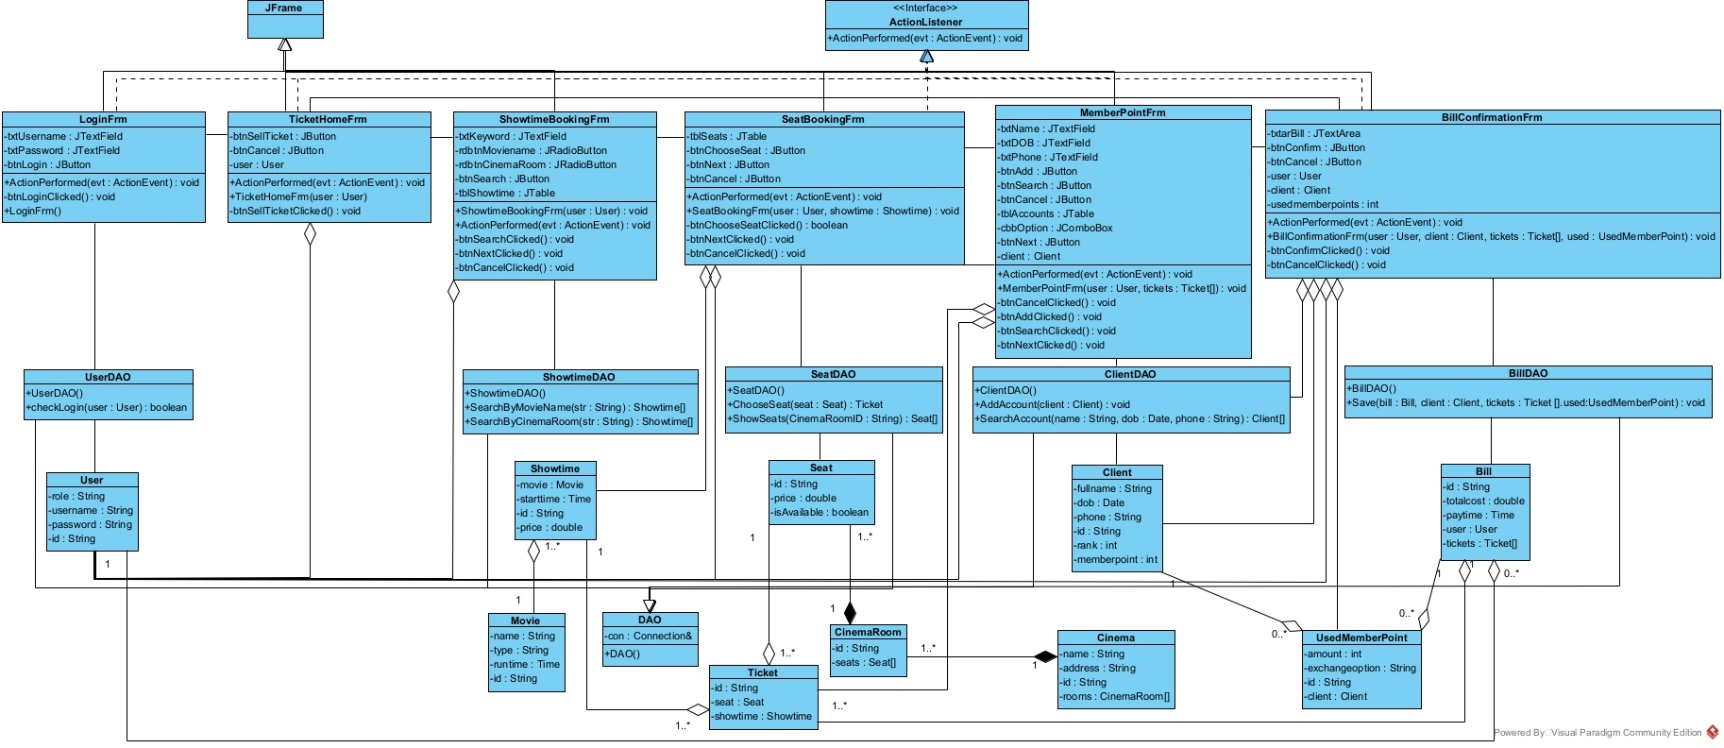 JFrame
<<Interface>>
ActionListener
+ActionPerformed(evt : ActionEvent) : void
LoginFrm
-txtUsername : JTextField
-txtPassword : JTextField
-btnLogin : JButton
+ActionPerformed(evt : ActionEvent) : void
-btnLoginClicked() : void
+LoginFrm()
TicketHomeFrm
-btnSellTicket : JButton
-btnCancel : JButton
-user : User
+ActionPerformed(evt : ActionEvent) : void
+TicketHomeFrm(user : User)
-btnSellTicketClicked() : void
ShowtimeBookingFrm
-txtKeyword : JTextField
-rdbtnMoviename : JRadioButton
-rdbtnCinemaRoom : JRadioButton
-btnSearch : JButton
-tblShowtime : JTable
+ShowtimeBookingFrm(user : User) : void
+ActionPerformed(evt : ActionEvent) : void
-btnSearchClicked() : void
-btnNextClicked() : void
-btnCancelClicked() : void
SeatBookingFrm
-tblSeats : JTable
-btnChooseSeat : JButton
-btnNext : JButton
-btnCancel : JButton
+ActionPerformed(evt : ActionEvent) : void
+SeatBookingFrm(user : User, showtime : Showtime) : void
-btnChooseSeatClicked() : boolean
-btnNextClicked() : void
-btnCancelClicked() : void
MemberPointFrm
-txtName : JTextField
-txtDOB : JTextField
-txtPhone : JTextField
-btnAdd : JButton
-btnSearch : JButton
-btnCancel : JButton
-tblAccounts : JTable
-cbbOption : JComboBox
-btnNext : JButton
-client : Client
+ActionPerformed(evt : ActionEvent) : void
+MemberPointFrm(user : User, tickets : Ticket[]) : void
-btnCancelClicked() : void
-btnAddClicked() : void
-btnSearchClicked() : void
-btnNextClicked() : void
BillConfirmationFrm
-txtarBill : JTextArea
-btnConfirm : JButton
-btnCancel : JButton
-user : User
-client : Client
-usedmemberpoints : int
+ActionPerformed(evt : ActionEvent) : void
+BillConfirmationFrm(user : User, client : Client, tickets : Ticket[], used : UsedMemberPoint) : void
-btnConfirmClicked() : void
-btnCancelClicked() : void
UserDAO
+UserDAO()
+checkLogin(user : User) : boolean
ShowtimeDAO
+ShowtimeDAO()
+SearchByMovieName(str : String) : Showtime[]
+SearchByCinemaRoom(str : String) : Showtime[]
SeatDAO
+SeatDAO()
+ChooseSeat(seat : Seat) : Ticket
+ShowSeats(CinemaRoomID : String) : Seat[]
ClientDAO
+ClientDAO()
+AddAccount(client : Client) : void
+SearchAccount(name : String, dob : Date, phone : String) : Client[]
BillDAO
+BillDAO()
+Save(bill : Bill, client : Client, tickets : Ticket [].used:UsedMemberPoint) : void
User
-role : String
-username : String
-password : String
-id : String
1
Showtime
-movie : Movie
-starttime : Time
-id : String
-price : double
1..*
1
1
Seat
-id : String
-price : double
-isAvailable : boolean
1
1..*
Client
-fullname : String
-dob : Date
-phone : String
-id : String
-rank : int
-memberpoint : int
1
Bill
-id : String
-totalcost : double
-paytime : Time
-user : User
-tickets : Ticket[]
1
1
0..*
0..*
0..*
Movie
-name : String
-type : String
-runtime : Time
-id : String
DAO
-con : Connection&
+DAO()
1
CinemaRoom
-id : String
-seats : Seat[]
1..*
1
Cinema
-name : String
-address : String
-id : String
-rooms : CinemaRoom[]
UsedMemberPoint
-amount : int
-exchangeoption : String
-id : String
-client : Client
1..*
Ticket
-id : String
-seat : Seat
-showtime : Showtime
1..*
1..*
Powered By: Visual Paradigm Community Edition